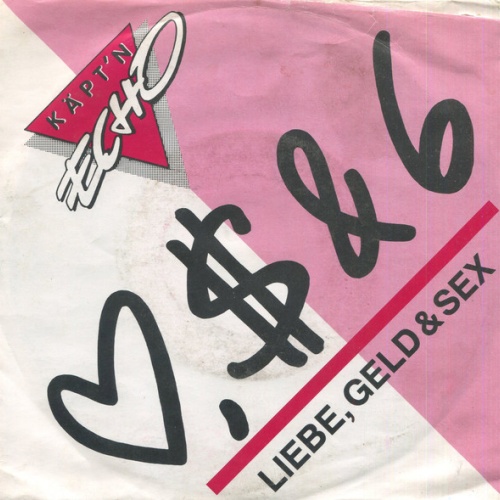 KÄPT'N
ECHO
♡, $ & 6
LIEBE, GELD & SEX